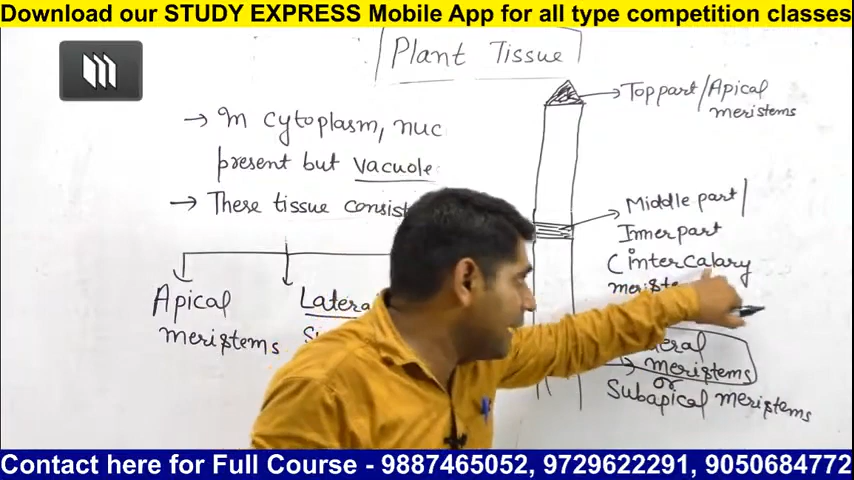 Download our STUDY EXPRESS Mobile App for all type competition classes
Plant Tissue
→ In cytoplasm, nuc
present but vacuole
→ These tissue consist
Apical
meristems
Latera
Top part/Apical
meristems
Middle part/
Inner part
(intercalary
meriste
meristems
or
Subapical meristems
Contact here for Full Course - 9887465052, 9729622291, 9050684772